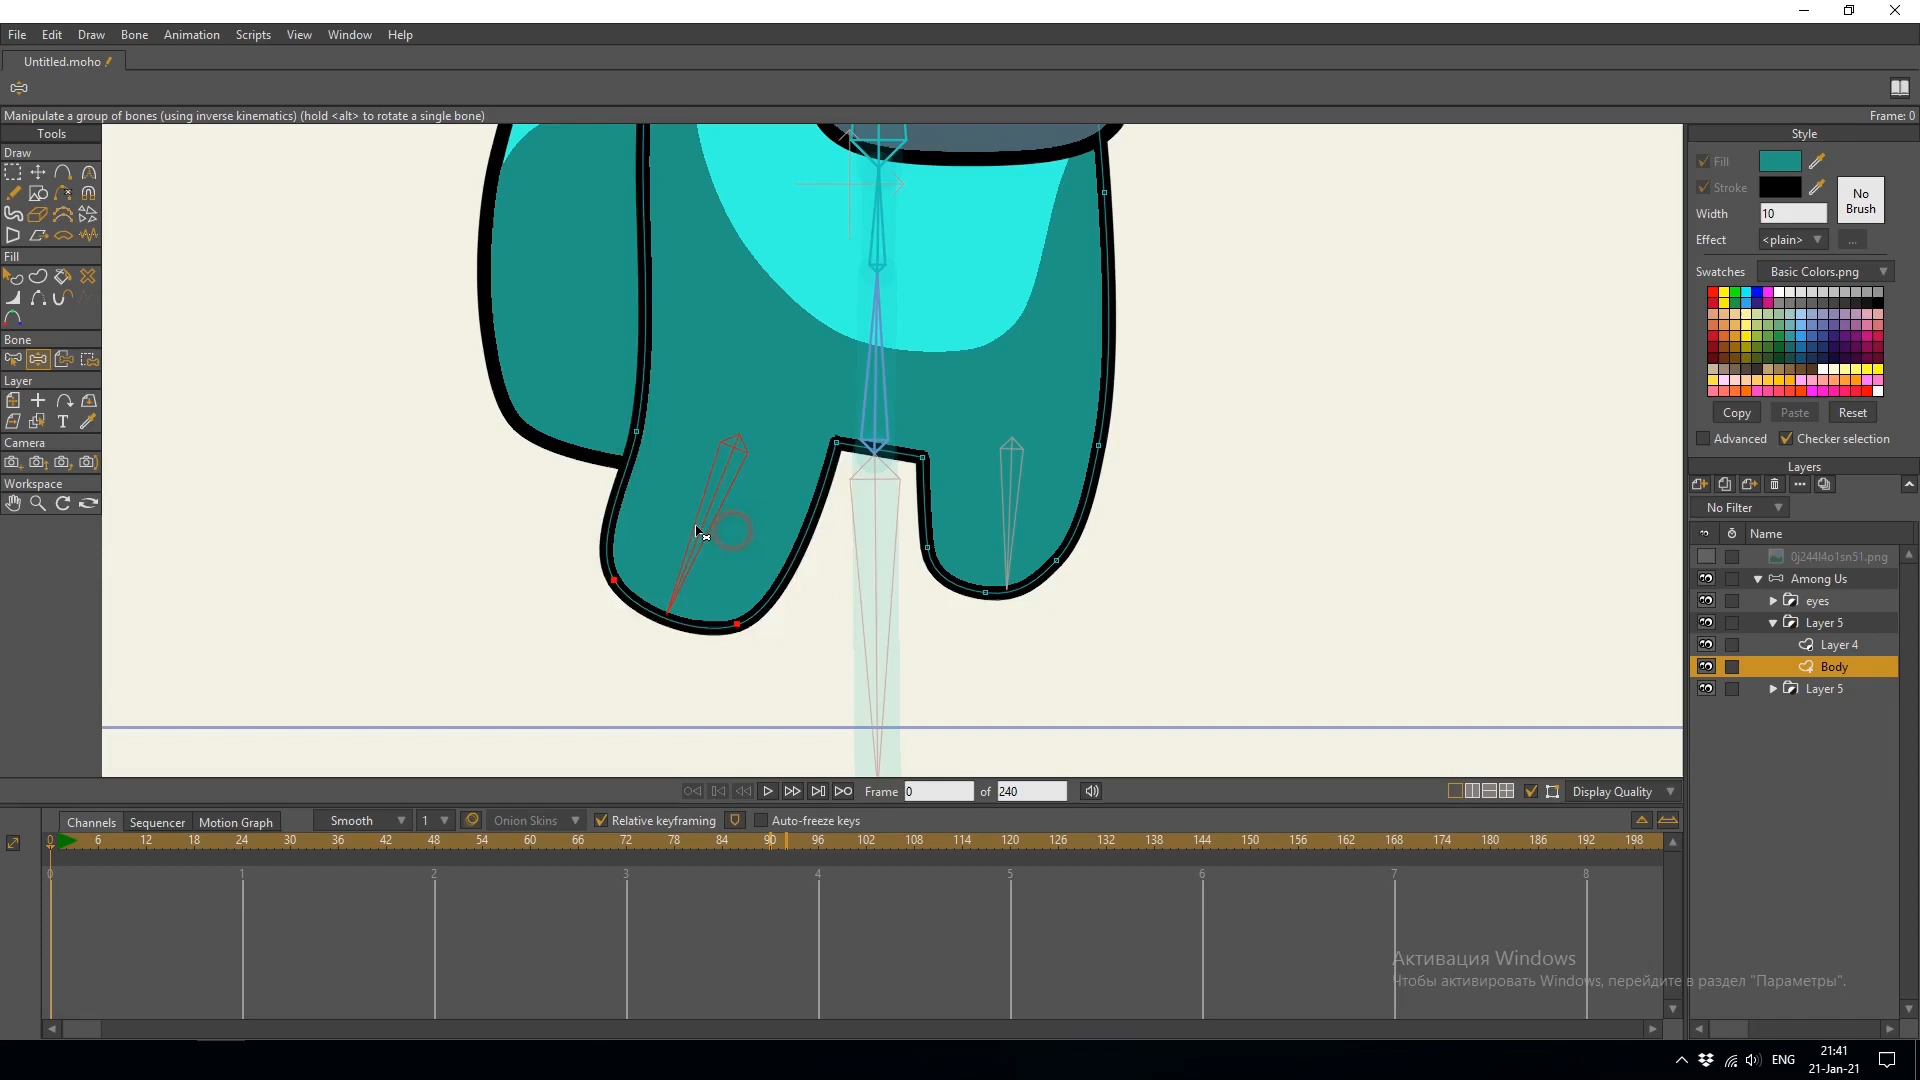 File Edit Draw Bone Animation Scripts View Window Help
Untitled.moho
Manipulate a group of bones (using inverse kinematics) (hold <alt> to rotate a single bone) Frame: 0
Tools
Draw
Fill
Bone
Layer
Camera
Workspace
Style
Fill
Stroke
No Brush
Width 10
Effect <plain> ...
Swatches Basic Colors.png
Copy Paste Reset
Advanced Checker selection
Layers
No Filter
Name
0j244l4o1sn51.png
Among Us
eyes
Layer 5
Layer 4
Body
Layer 5
Frame 0 of 240 Display Quality
Channels Sequencer Motion Graph Smooth 1 Onion Skins Relative keyframing Auto-freeze keys
0 6 12 18 24 30 36 42 48 54 60 66 72 78 84 90 96 102 108 114 120 126 132 138 144 150 156 162 168 174 180 186 192 198
0 1 2 3 4 5 6 7 8
Активация Windows
Чтобы активировать Windows, перейдите в раздел "Параметры".
ENG
21:41
21-Jan-21